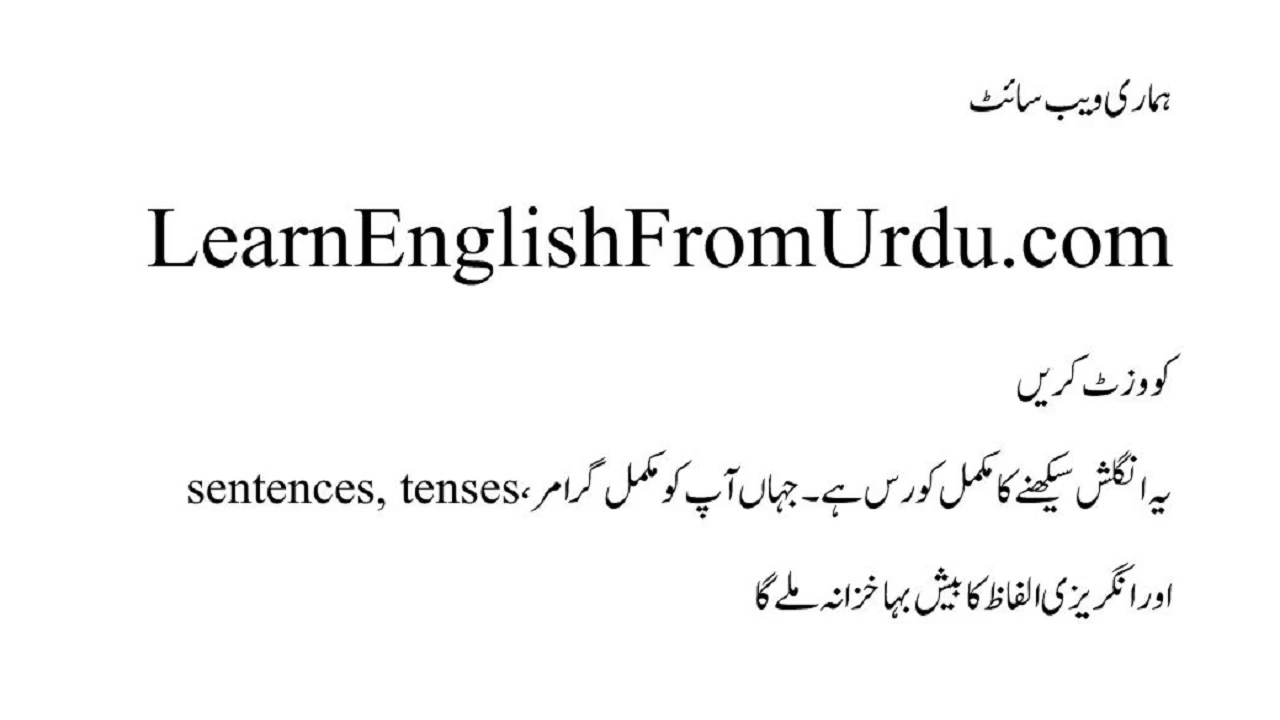 ہماری ویب سائٹ
LearnEnglishFromUrdu.com
کو وزٹ کریں
یہ انگلش سیکھنے کا مکمل کورس ہے۔ جہاں آپ کو مکمل گرامر، sentences, tenses
اور انگریزی الفاظ کا بیش بہا خزانہ ملے گا